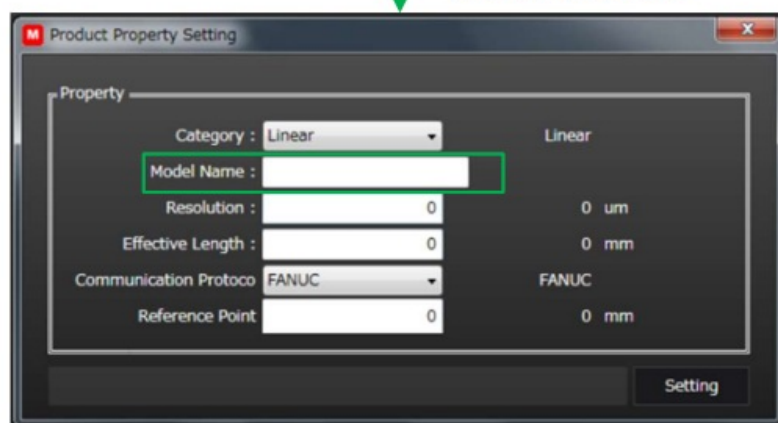 M Product Property Setting x
Property
Category : Linear Linear
Model Name :
Resolution : 0 0 um
Effective Length : 0 0 mm
Communication Protoco FANUC FANUC
Reference Point 0 0 mm
Setting